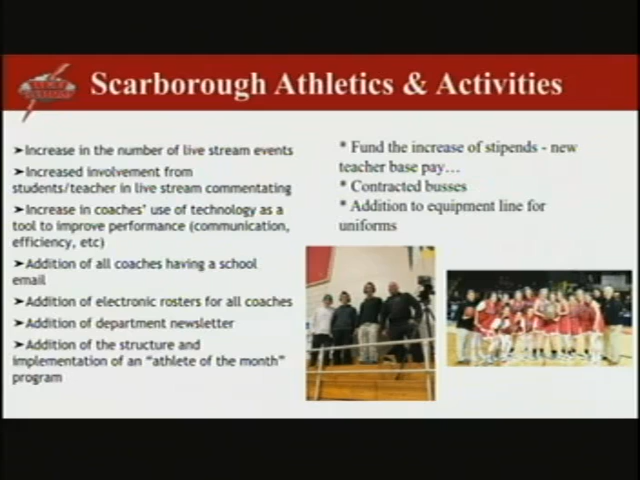 Scarborough Athletics & Activities
➤Increase in the number of live stream events
➤Increased involvement from
students/teacher in live stream commentating
➤Increase in coaches' use of technology as a
tool to improve performance (communication,
efficiency, etc)
➤Addition of all coaches having a school
email
➤Addition of electronic rosters for all coaches
➤Addition of department newsletter
➤Addition of the structure and
implementation of an "athlete of the month"
program
* Fund the increase of stipends - new
teacher base pay…
* Contracted busses
* Addition to equipment line for
uniforms